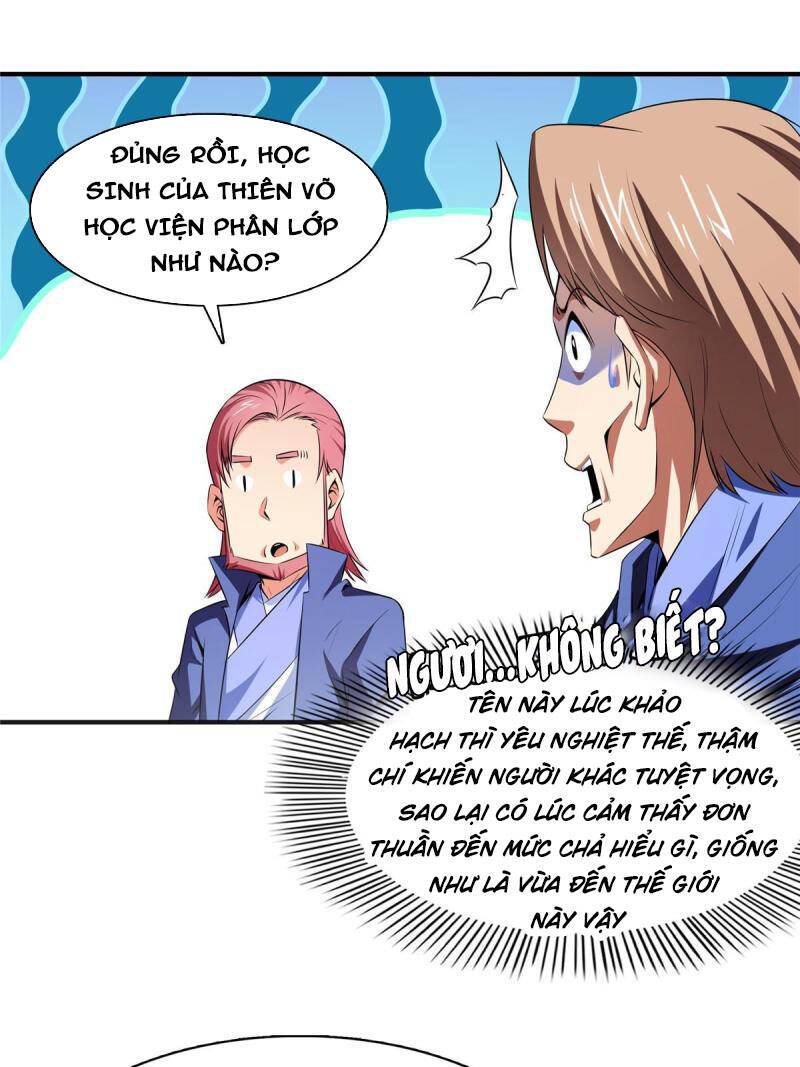 ĐÚNG RỒI, HỌC
SINH CỦA THIÊN VÕ
HỌC VIỆN PHÂN LỚP
NHƯ NÀO?
NGƯƠI...KHÔNG BIẾT?
TÊN NÀY LÚC KHẢO
HẠCH THÌ YÊU NGHIỆT THẾ, THẬM
CHÍ KHIẾN NGƯỜI KHÁC TUYỆT VỌNG,
SAO LẠI CÓ LÚC CẢM THẤY ĐƠN
THUẦN ĐẾN MỨC CHẢ HIỂU GÌ, GIỐNG
NHƯ LÀ VỪA ĐẾN THẾ GIỚI
NÀY VẬY